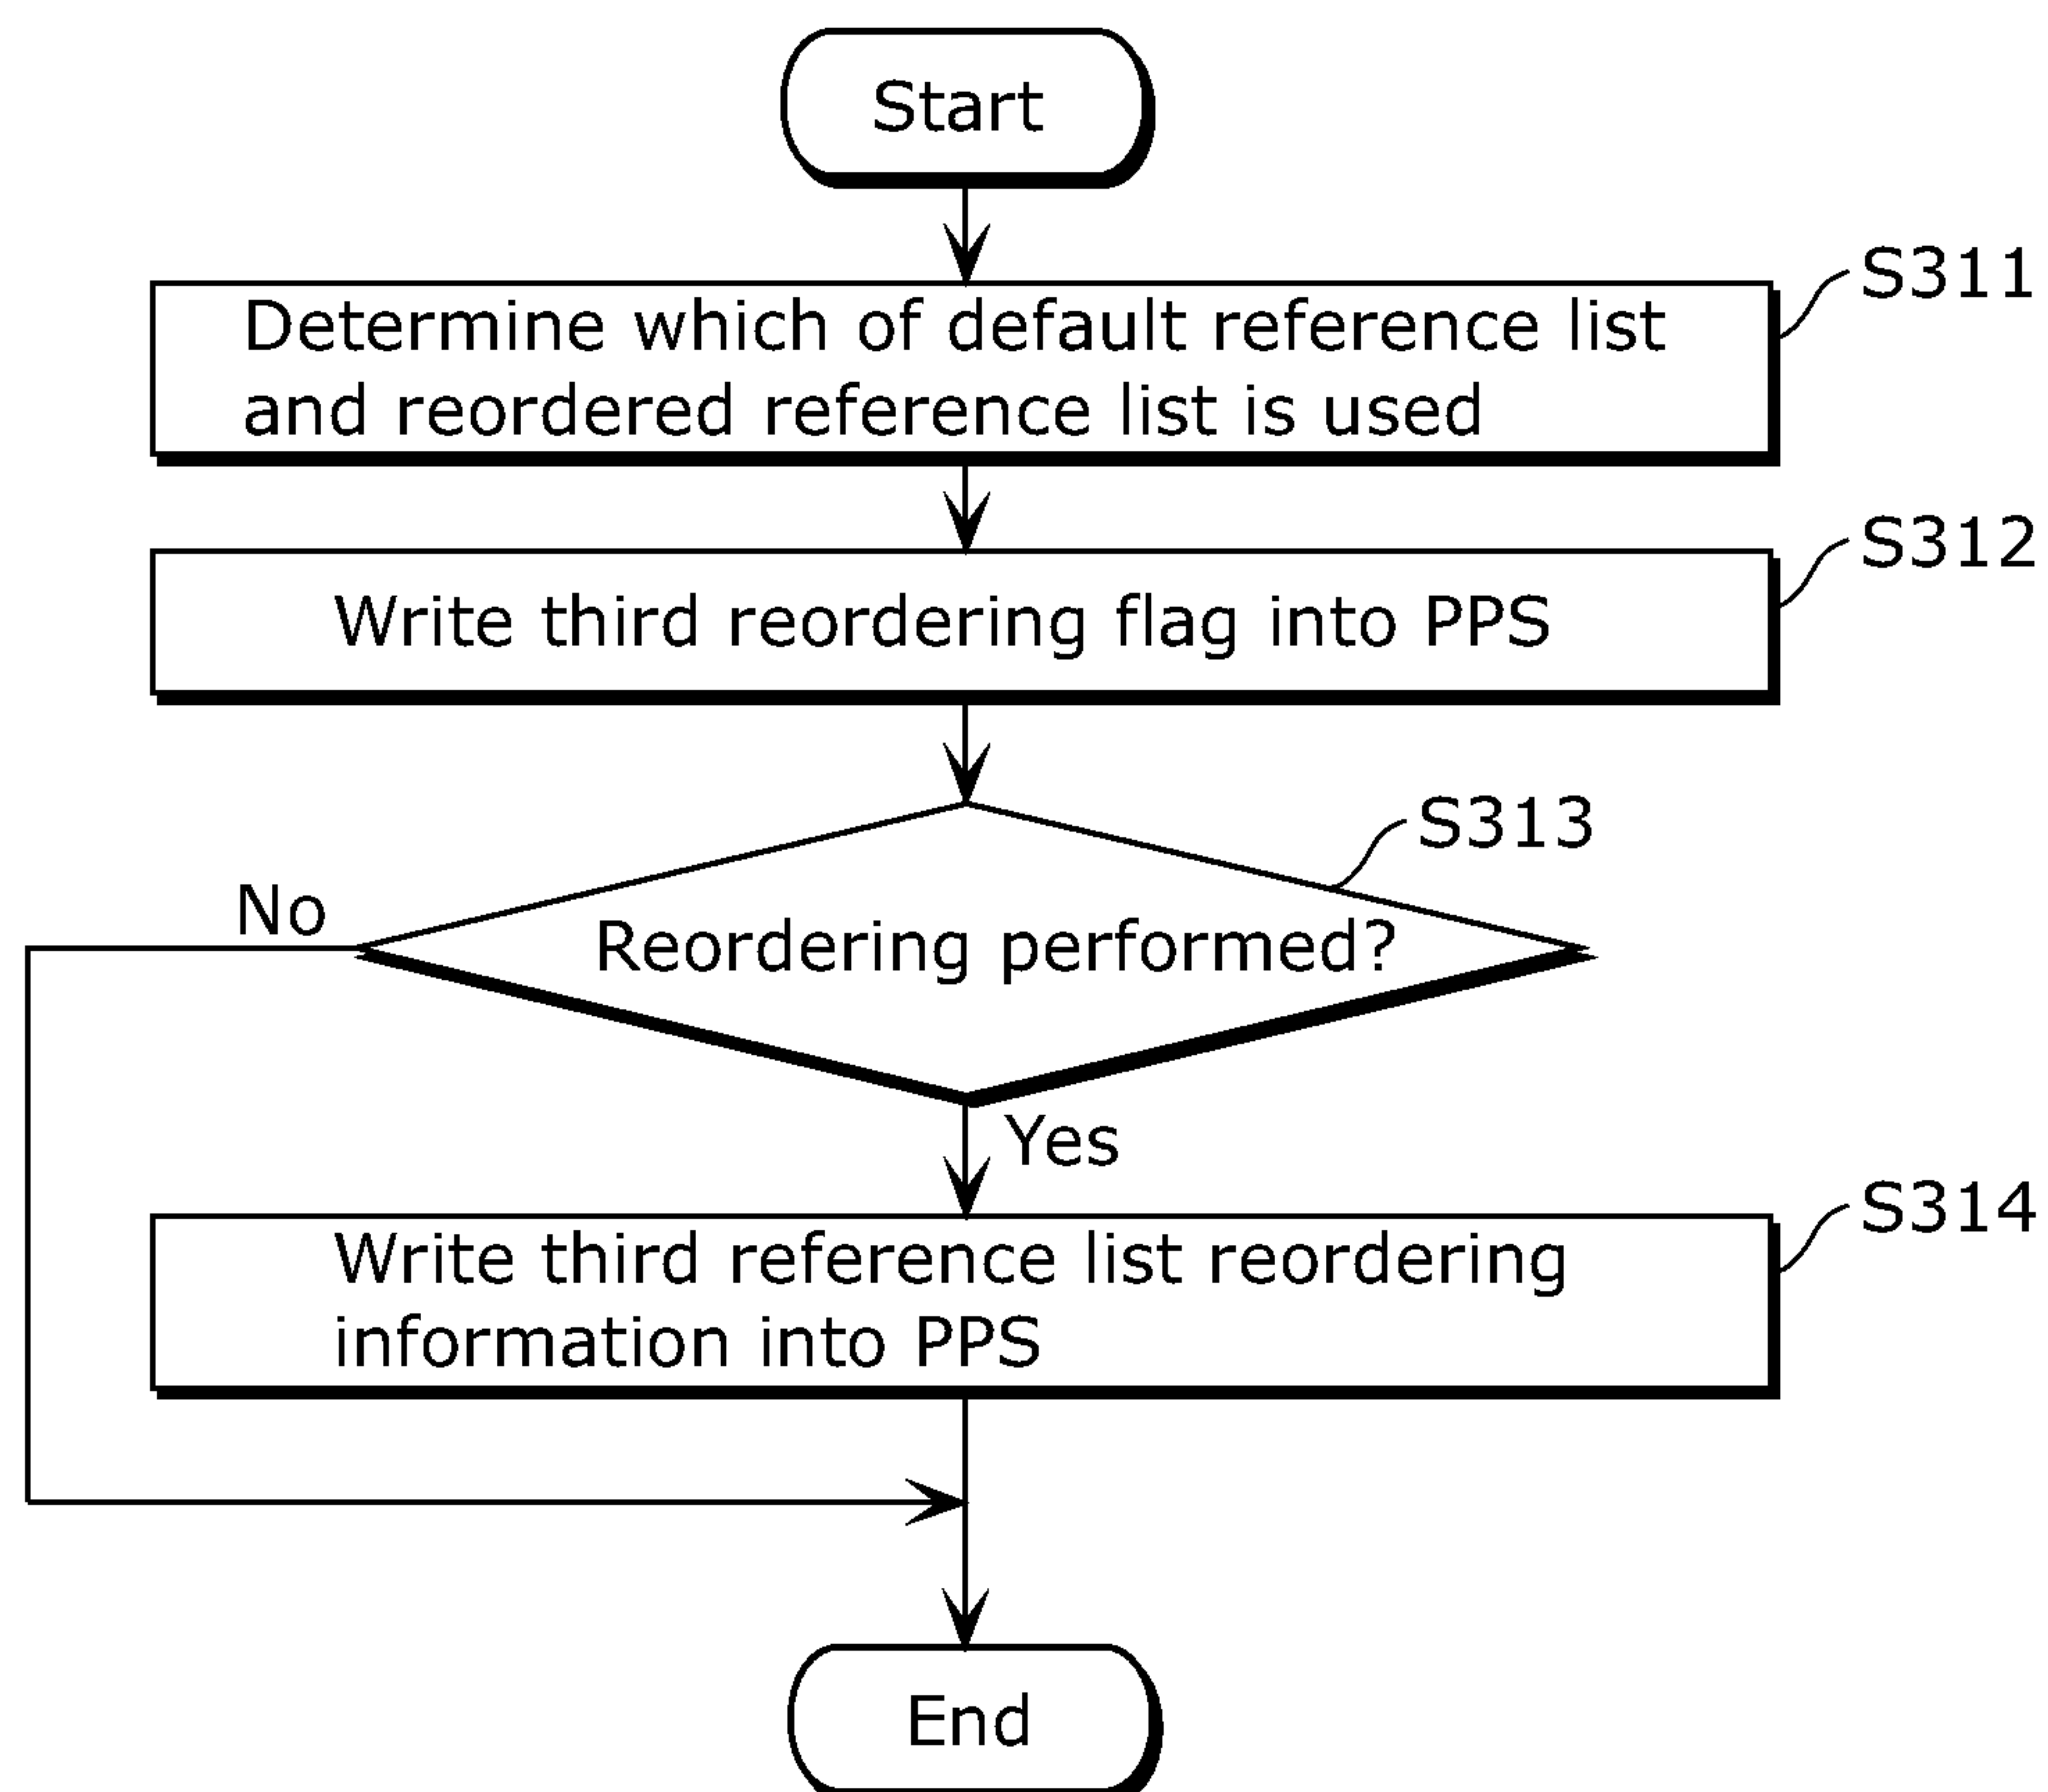 Start
S311
Determine which of default reference list
and reordered reference list is used
S312
Write third reordering flag into PPS
S313
No
Reordering performed?
Yes
S314
Write third reference list reordering
information into PPS
End